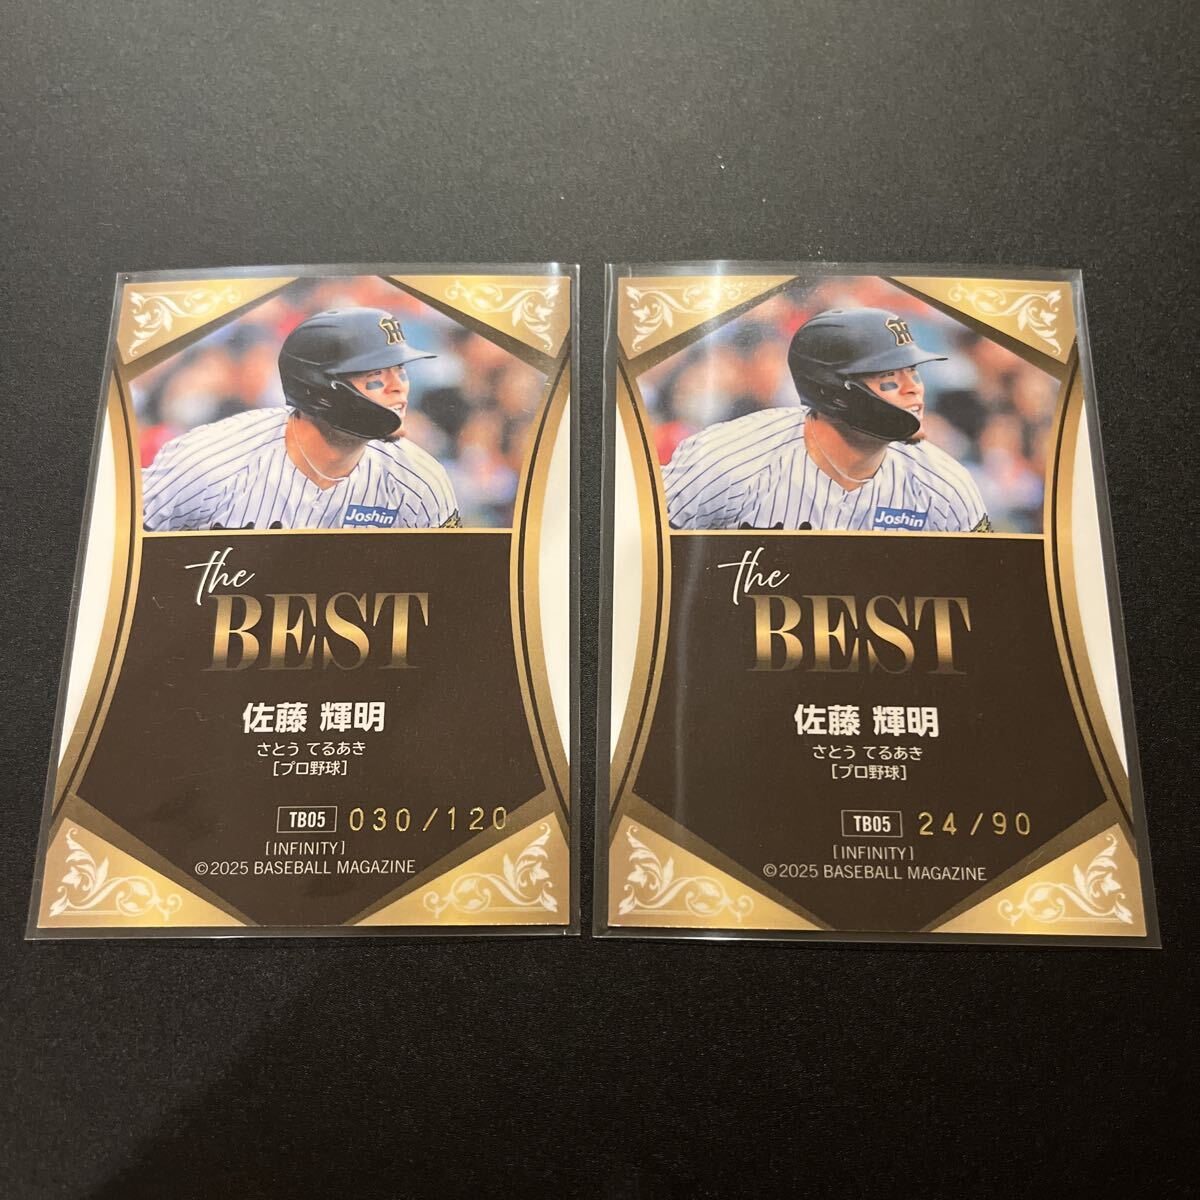 Joshin
the
BEST
佐藤 輝明
さとう てるあき
[プロ野球]
TB05 030/120
[INFINITY]
©2025 BASEBALL MAGAZINE
Joshin
the
BEST
佐藤 輝明
さとう てるあき
[プロ野球]
TB05 24/90
[INFINITY]
©2025 BASEBALL MAGAZINE